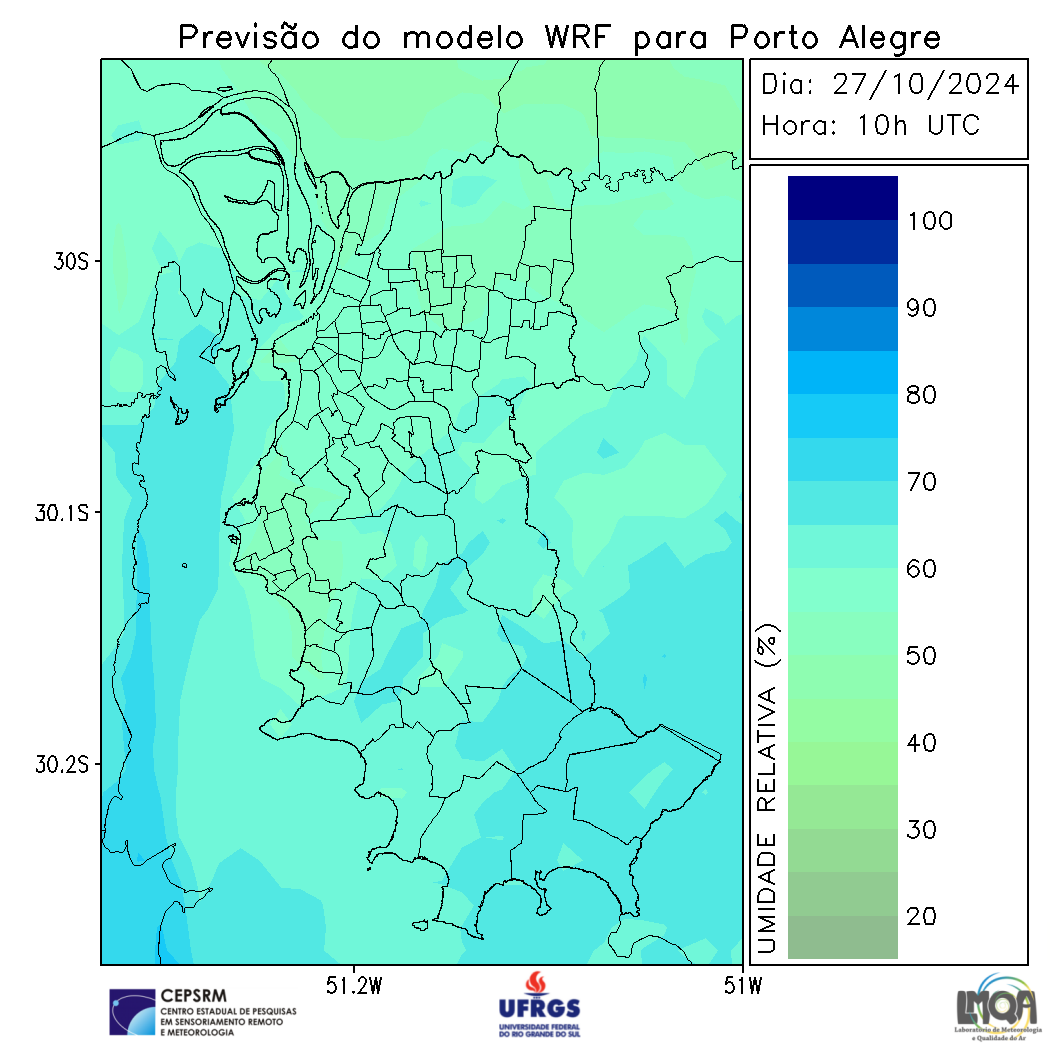 Previsão do modelo WRF para Porto Alegre
Dia: 27/10/2024
Hora: 10h UTC
30S
30.1S
30.2S
51.2W
51W
100
90
80
70
60
50
40
30
20
UMIDADE RELATIVA (%)
CEPSRM
CENTRO ESTADUAL DE PESQUISAS
EM SENSORIAMENTO REMOTO
E METEOROLOGIA
UFRGS
UNIVERSIDADE FEDERAL
DO RIO GRANDE DO SUL
LMQA
Laboratório de Meteorologia
e Qualidade do Ar